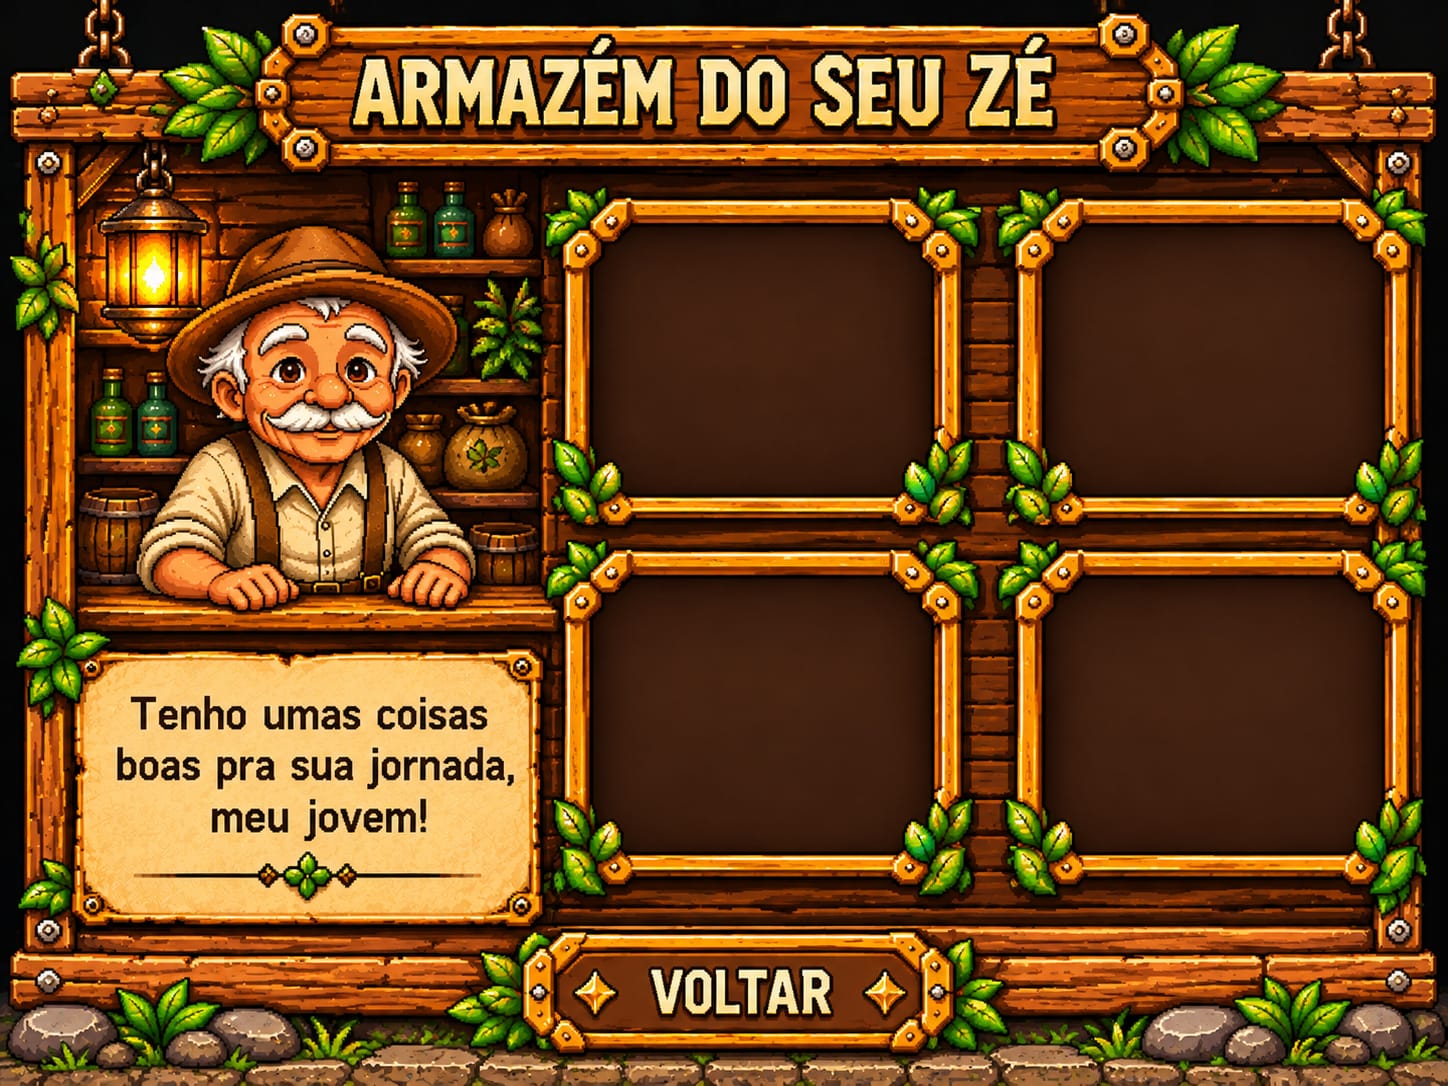 ARMAZÉM DO SEU ZÉ
Tenho umas coisas
boas pra sua jornada,
meu jovem!
VOLTAR